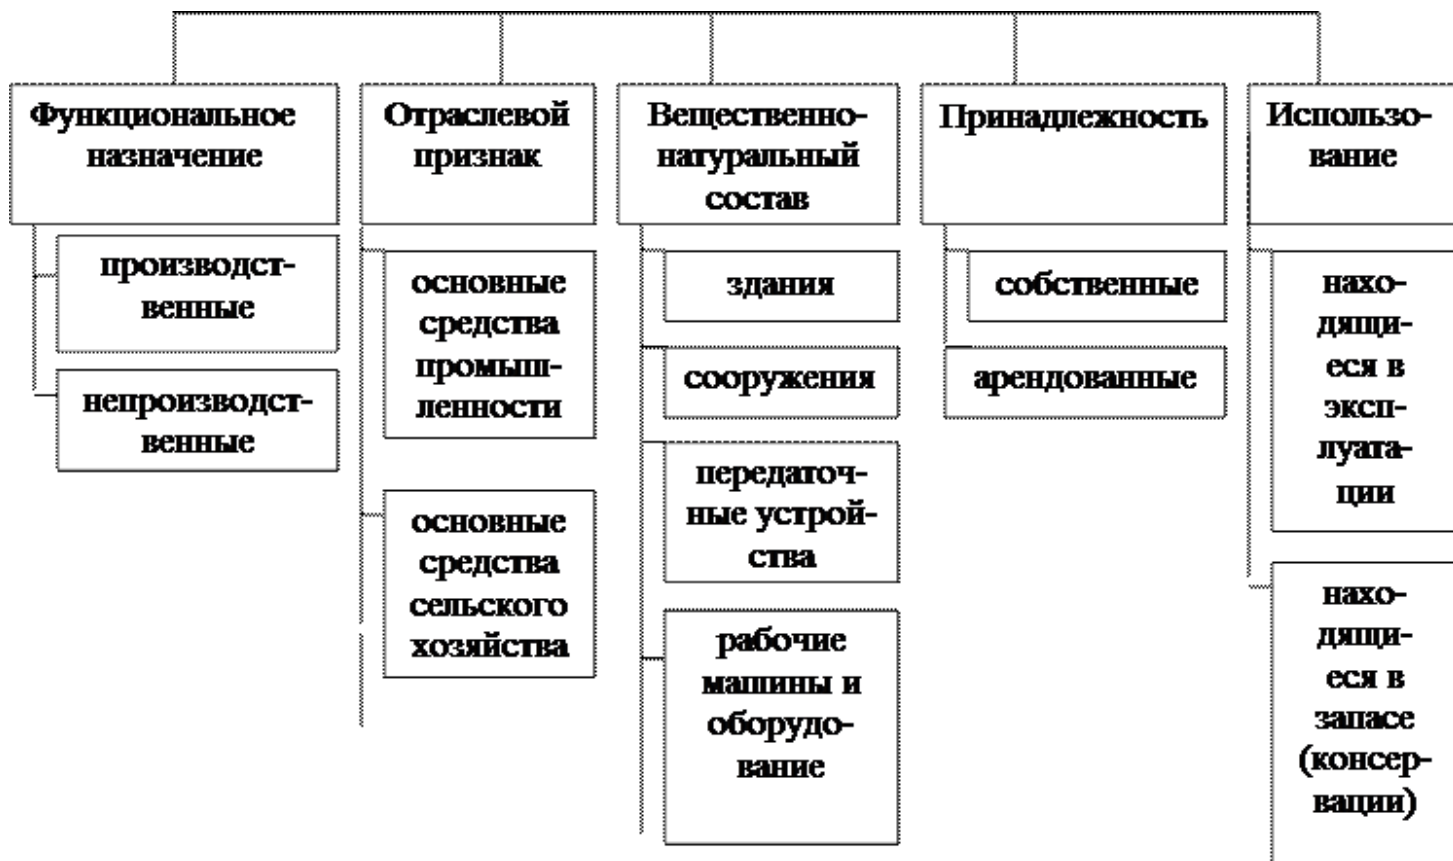 Функциональное
назначение
Отраслевой
признак
Вещественно-
натуральный
состав
Принадлежность
Использо-
вание
производст-
венные
непроизводст-
венные
основные
средства
промыш-
ленности
основные
средства
сельского
хозяйства
здания
сооружения
передаточ-
ные устрой-
ства
рабочие
машины и
оборудо-
вание
собственные
арендованные
нахо-
дящи-
еся в
эксп-
луата-
ции
нахо-
дящи-
еся в
запасе
(консер-
вации)